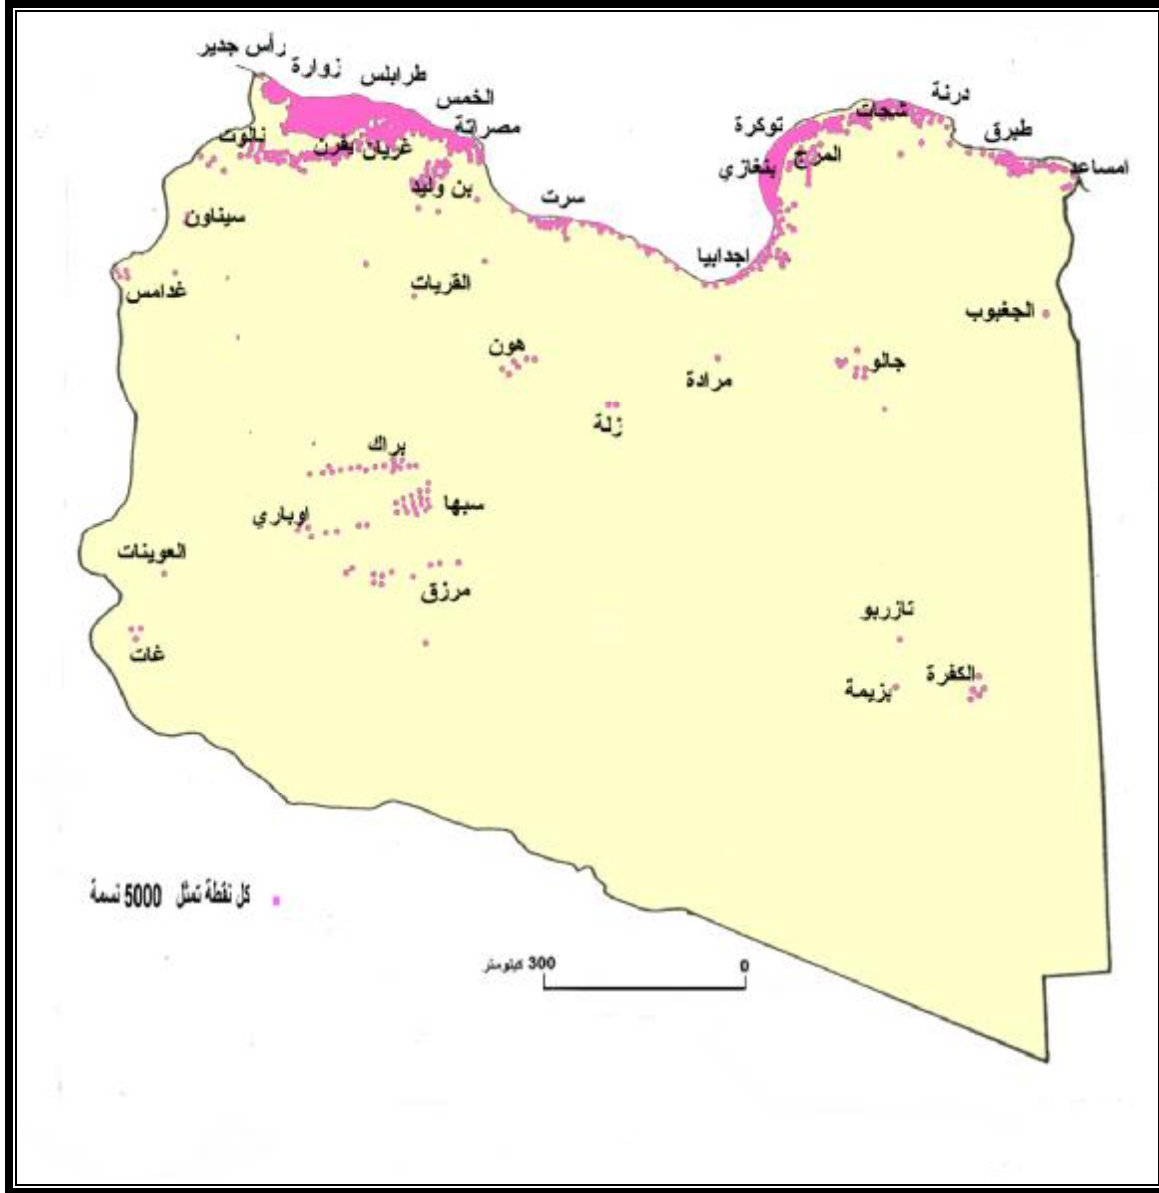 رأس جدير
زوارة
طرابلس
الخمس
مصراتة
نالوت
يفرن
غريان
بن وليد
سيناون
غدامس
القريات
سرت
اجدابيا
بنغازي
توكرة
المرج
شحات
درنة
طبرق
امساعد
الجغبوب
هون
زلة
مرادة
جالو
براك
سبها
اوباري
مرزق
العوينات
غات
تازربو
بزيمة
الكفرة
كل نقطة تمثل 5000 نسمة
300 كيلومتر 0